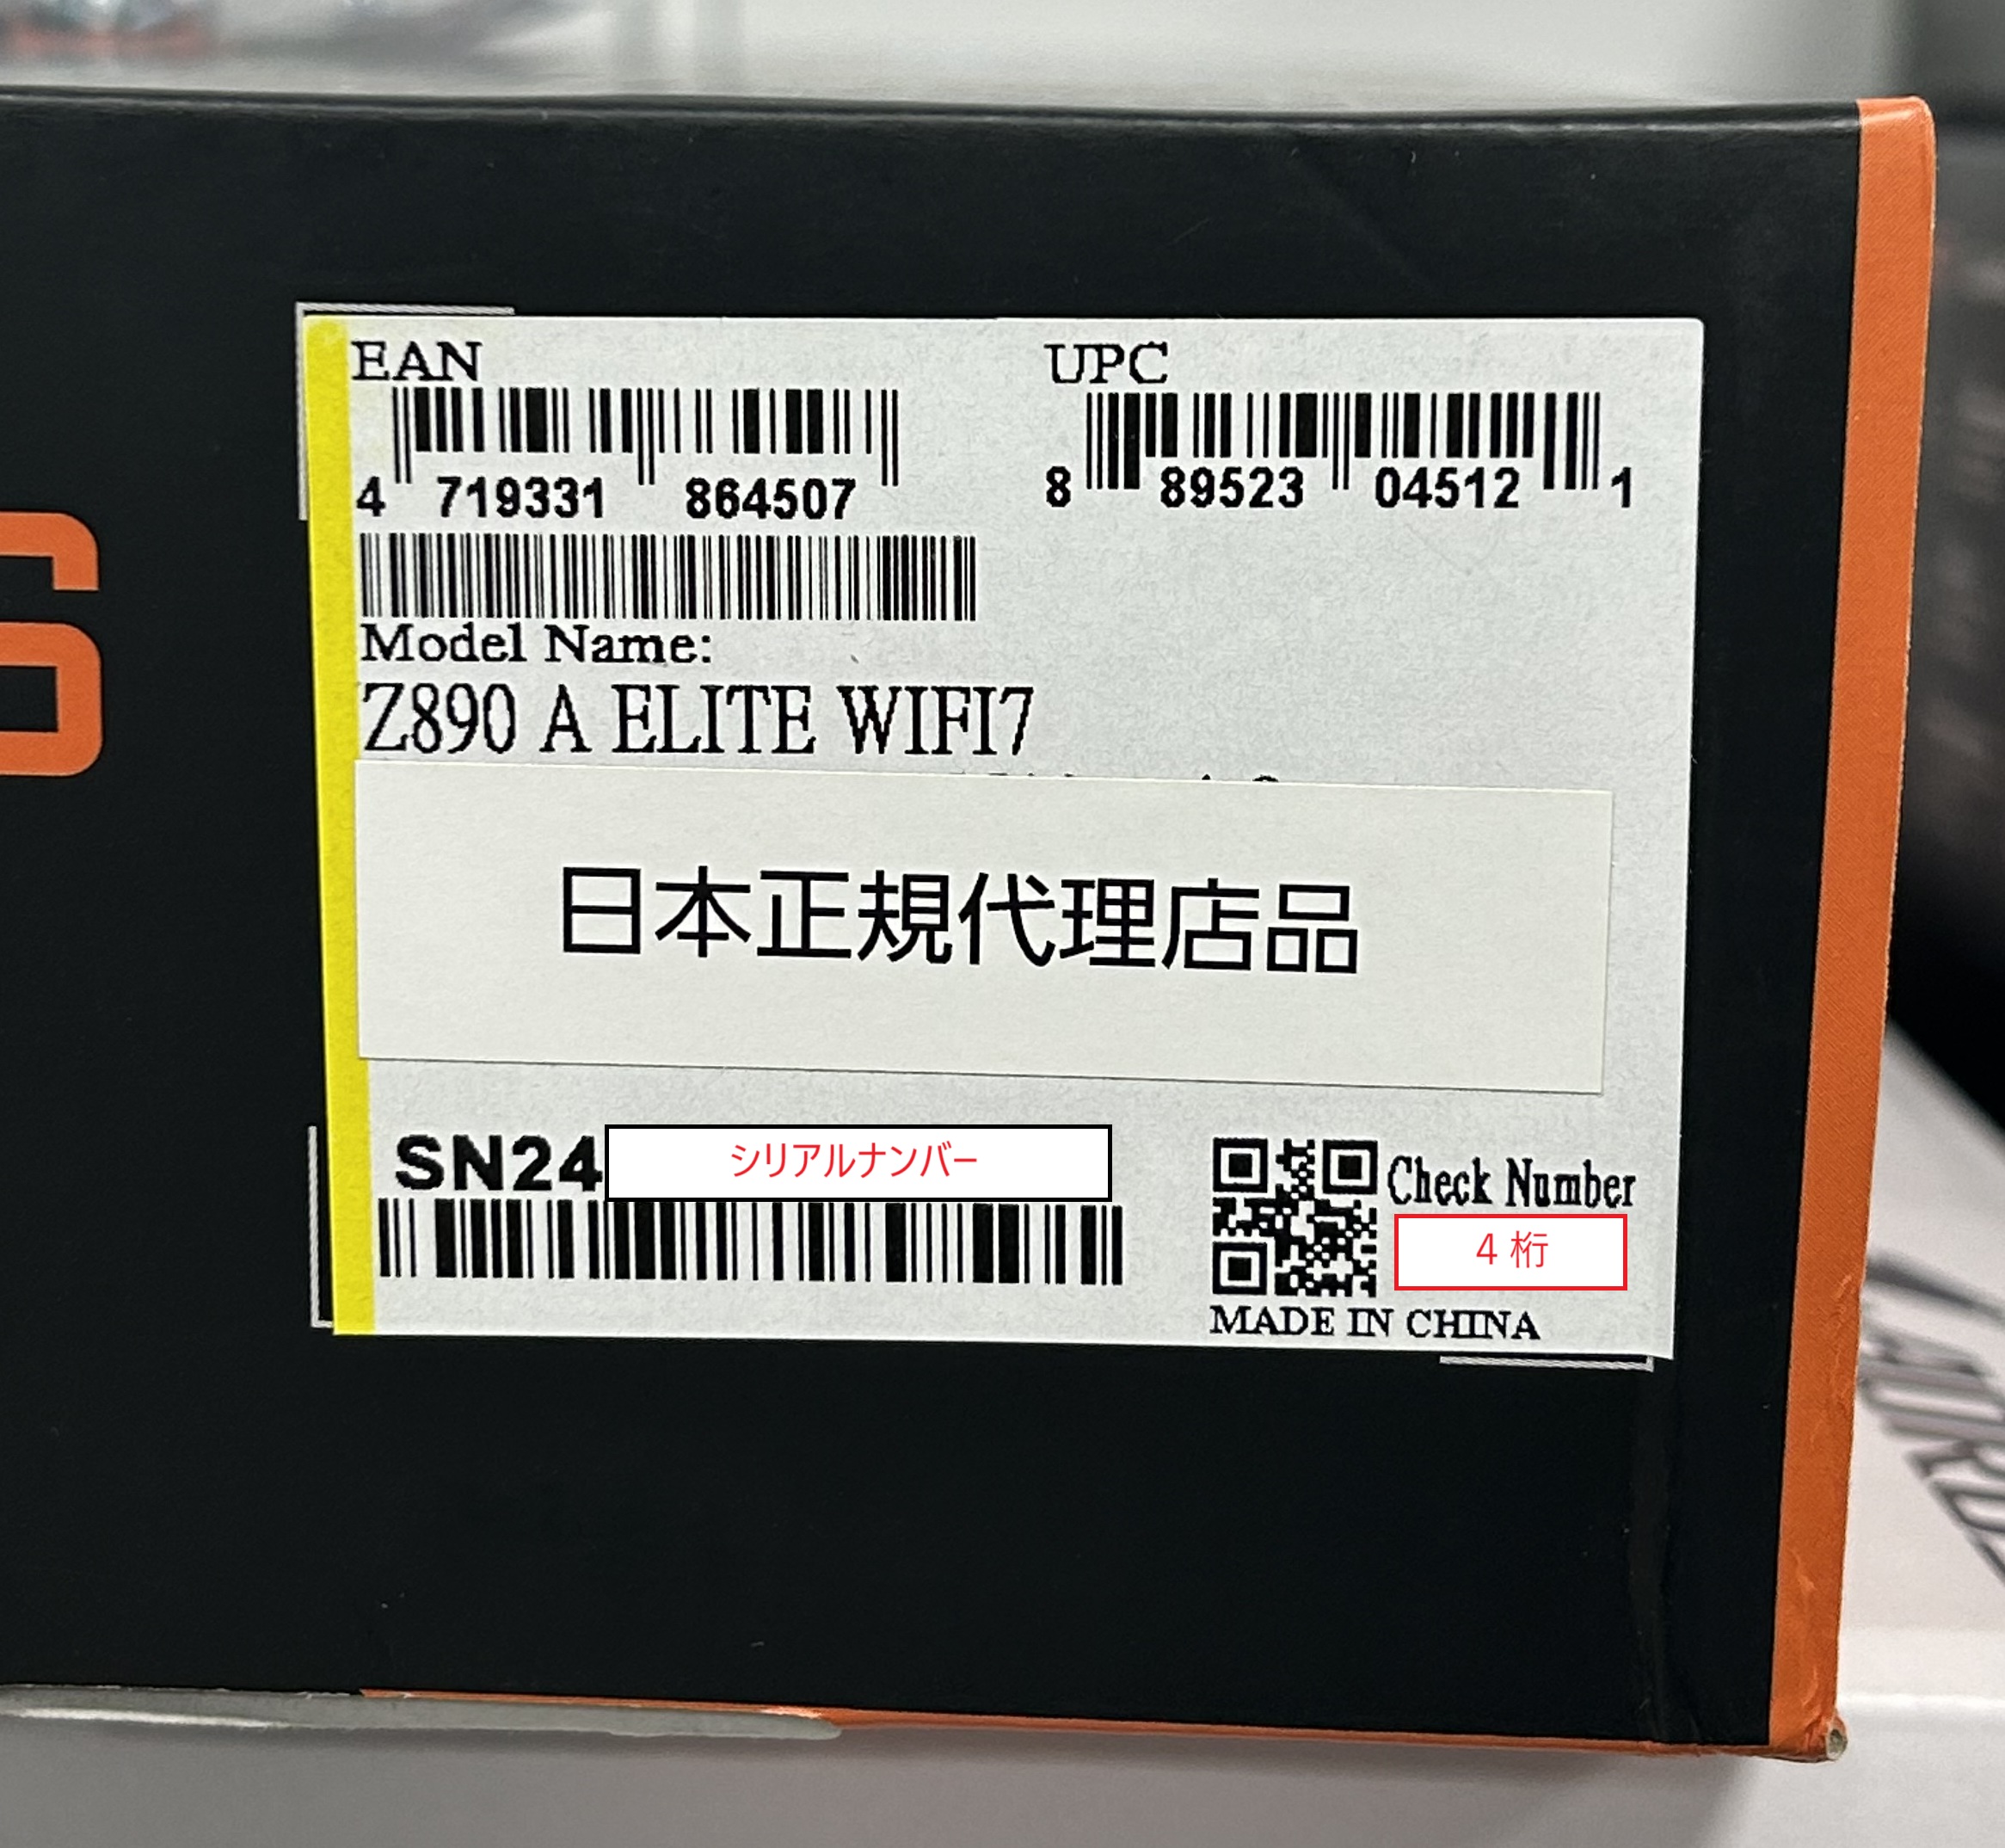 EAN
UPC
4 719331 864507
8 89523 04512 1
Model Name:
Z890 A ELITE WIFI7
日本正規代理店品
SN24
シリアルナンバー
Check Number
4 桁
MADE IN CHINA